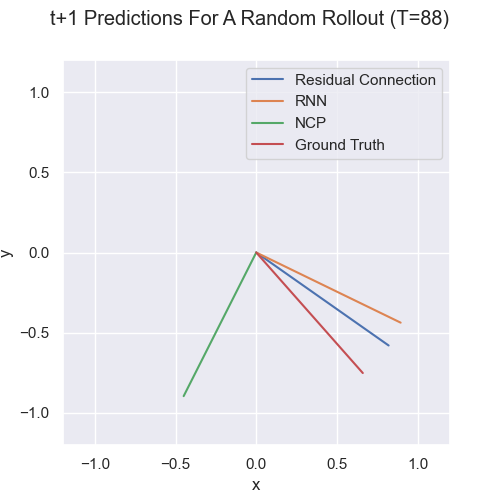 t+1 Predictions For A Random Rollout (T=88)
Residual Connection
RNN
NCP
Ground Truth
1.0
0.5
0.0
−0.5
−1.0
y
−1.0 −0.5 0.0 0.5 1.0
x